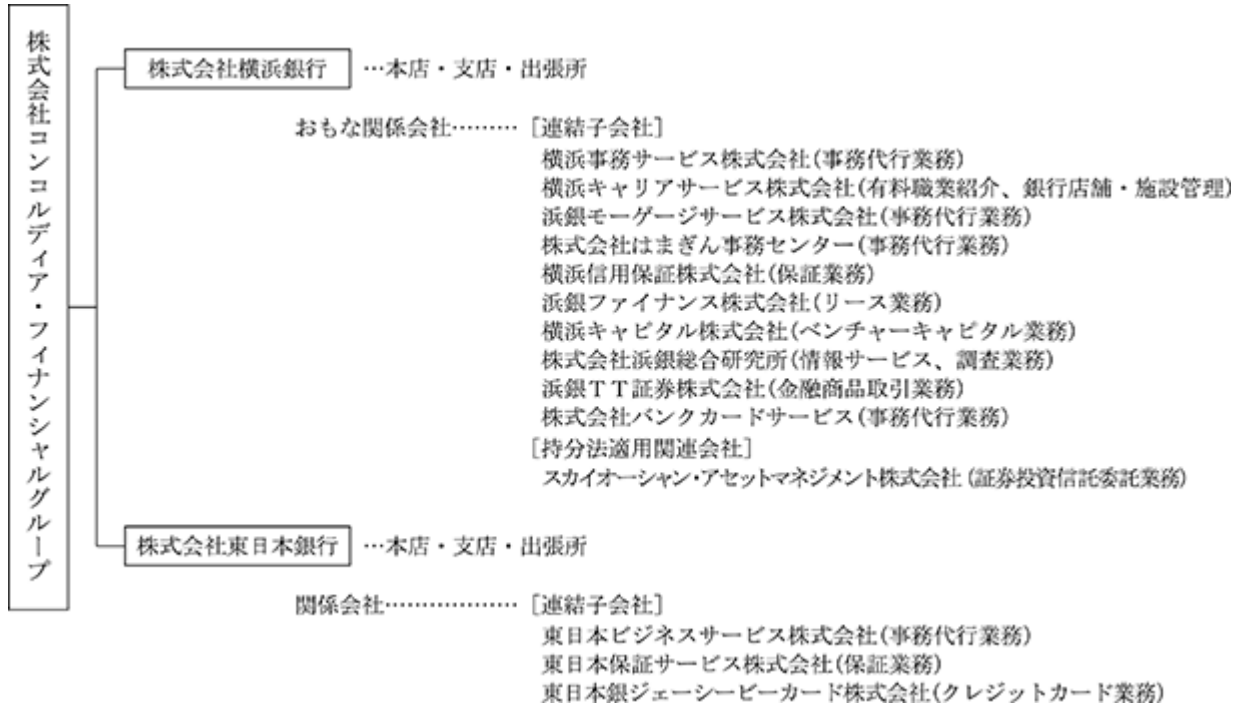 株式会社コンコルディア・フィナンシャルグループ
株式会社横浜銀行 …本店・支店・出張所
おもな関係会社………［連結子会社］
横浜事務サービス株式会社(事務代行業務)
横浜キャリアサービス株式会社(有料職業紹介、銀行店舗・施設管理)
浜銀モーゲージサービス株式会社(事務代行業務)
株式会社はまぎん事務センター(事務代行業務)
横浜信用保証株式会社(保証業務)
浜銀ファイナンス株式会社(リース業務)
横浜キャピタル株式会社(ベンチャーキャピタル業務)
株式会社浜銀総合研究所(情報サービス、調査業務)
浜銀ＴＴ証券株式会社(金融商品取引業務)
株式会社バンクカードサービス(事務代行業務)
［持分法適用関連会社］
スカイオーシャン・アセットマネジメント株式会社(証券投資信託委託業務)
株式会社東日本銀行 …本店・支店・出張所
関係会社………………［連結子会社］
東日本ビジネスサービス株式会社(事務代行業務)
東日本保証サービス株式会社(保証業務)
東日本銀ジェーシービーカード株式会社(クレジットカード業務)